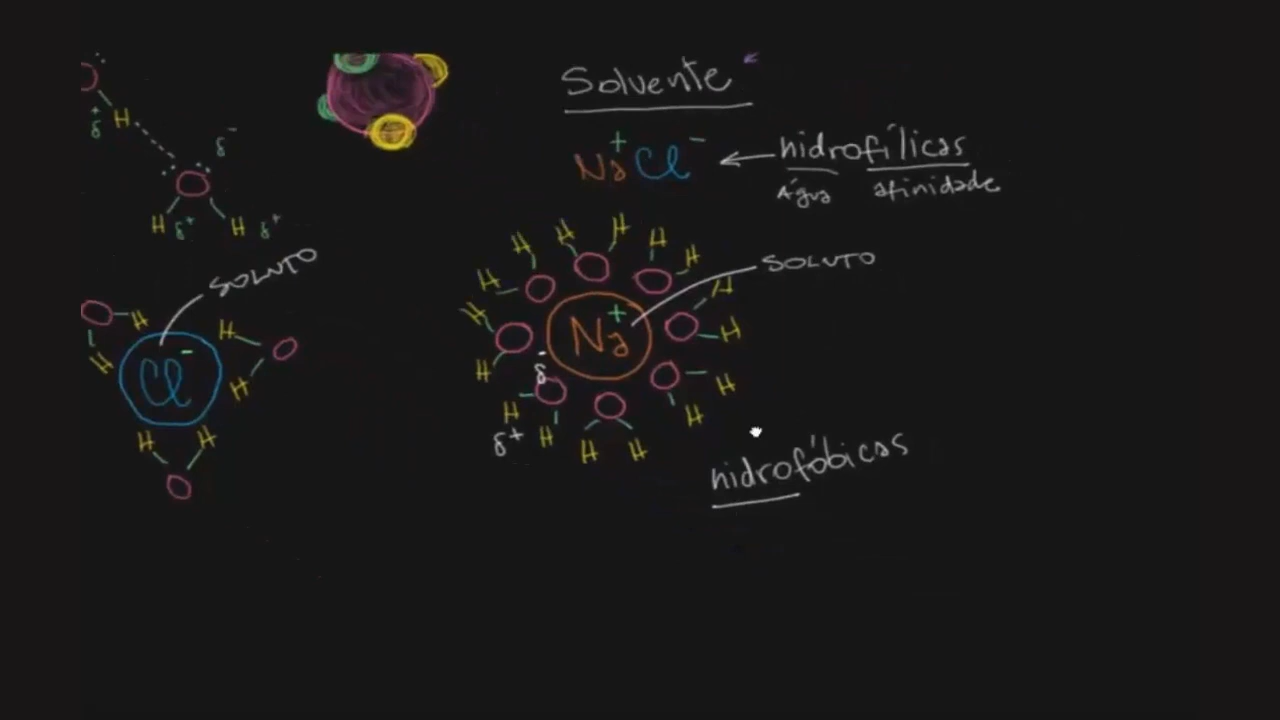 Solvente
Na+Cl-
hidrofílicas
Água afinidade
H
δ+
δ-
O
H δ+ H δ+
SOLUTO
O H
H
Cl-
H O
H
H H
O
H H H H H
H O O O H
H O Na+ O H
SOLUTO
H
H
δ-
O O H
H H
δ+ H O
H H
hidrofóbicas